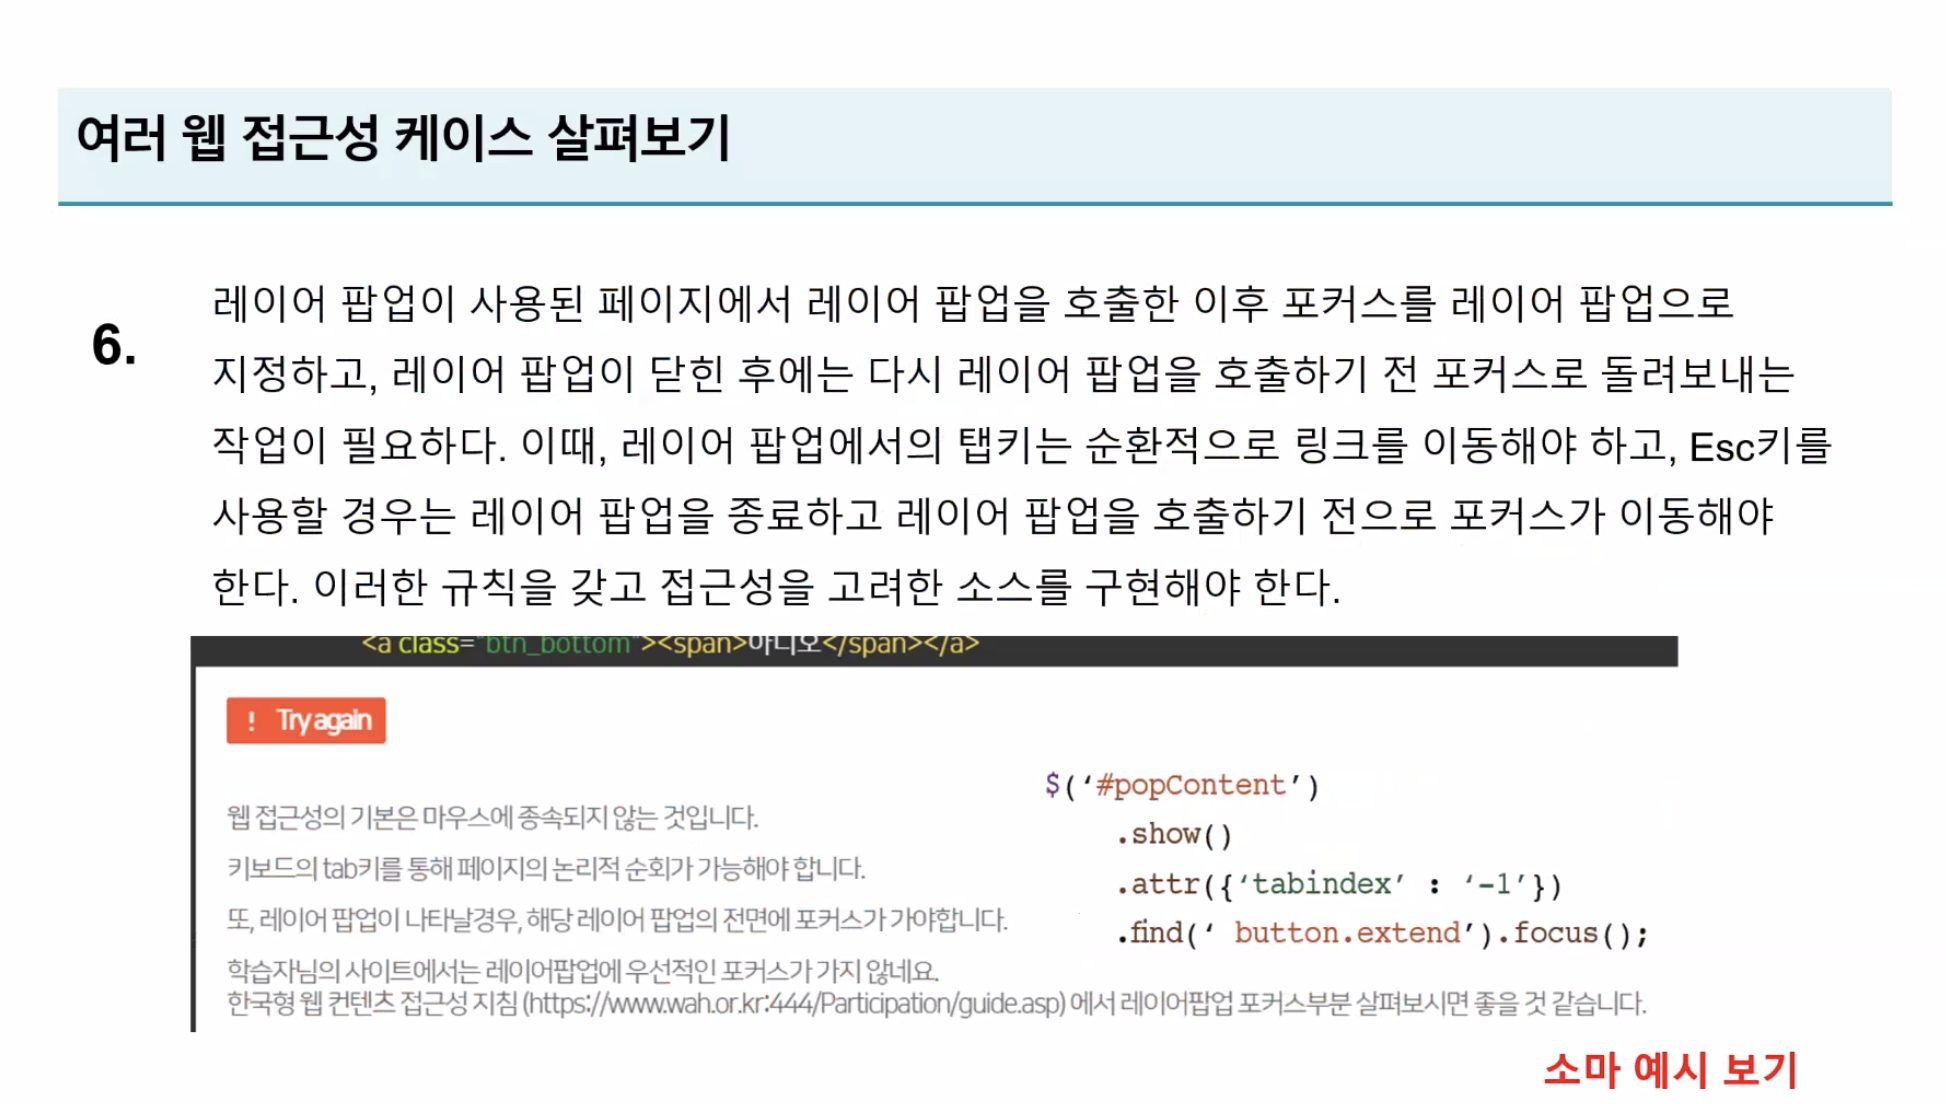 여러 웹 접근성 케이스 살펴보기
6.
레이어 팝업이 사용된 페이지에서 레이어 팝업을 호출한 이후 포커스를 레이어 팝업으로
지정하고, 레이어 팝업이 닫힌 후에는 다시 레이어 팝업을 호출하기 전 포커스로 돌려보내는
작업이 필요하다. 이때, 레이어 팝업에서의 탭키는 순환적으로 링크를 이동해야 하고, Esc키를
사용할 경우는 레이어 팝업을 종료하고 레이어 팝업을 호출하기 전으로 포커스가 이동해야
한다. 이러한 규칙을 갖고 접근성을 고려한 소스를 구현해야 한다.
<a class="btn_bottom"><span>아니오</span></a>
! Try again
웹 접근성의 기본은 마우스에 종속되지 않는 것입니다.
키보드의 tab키를 통해 페이지의 논리적 순회가 가능해야 합니다.
또, 레이어 팝업이 나타날경우, 해당 레이어 팝업의 전면에 포커스가 가야합니다.
학습자님의 사이트에서는 레이어팝업에 우선적인 포커스가 가지 않네요.
한국형 웹 컨텐츠 접근성 지침 (https://www.wah.or.kr:444/Participation/guide.asp) 에서 레이어팝업 포커스부분 살펴보시면 좋을 것 같습니다.
$(‘#popContent’)
.show()
.attr({‘tabindex’ : ‘-1’})
.find(‘ button.extend’).focus();
소마 예시 보기